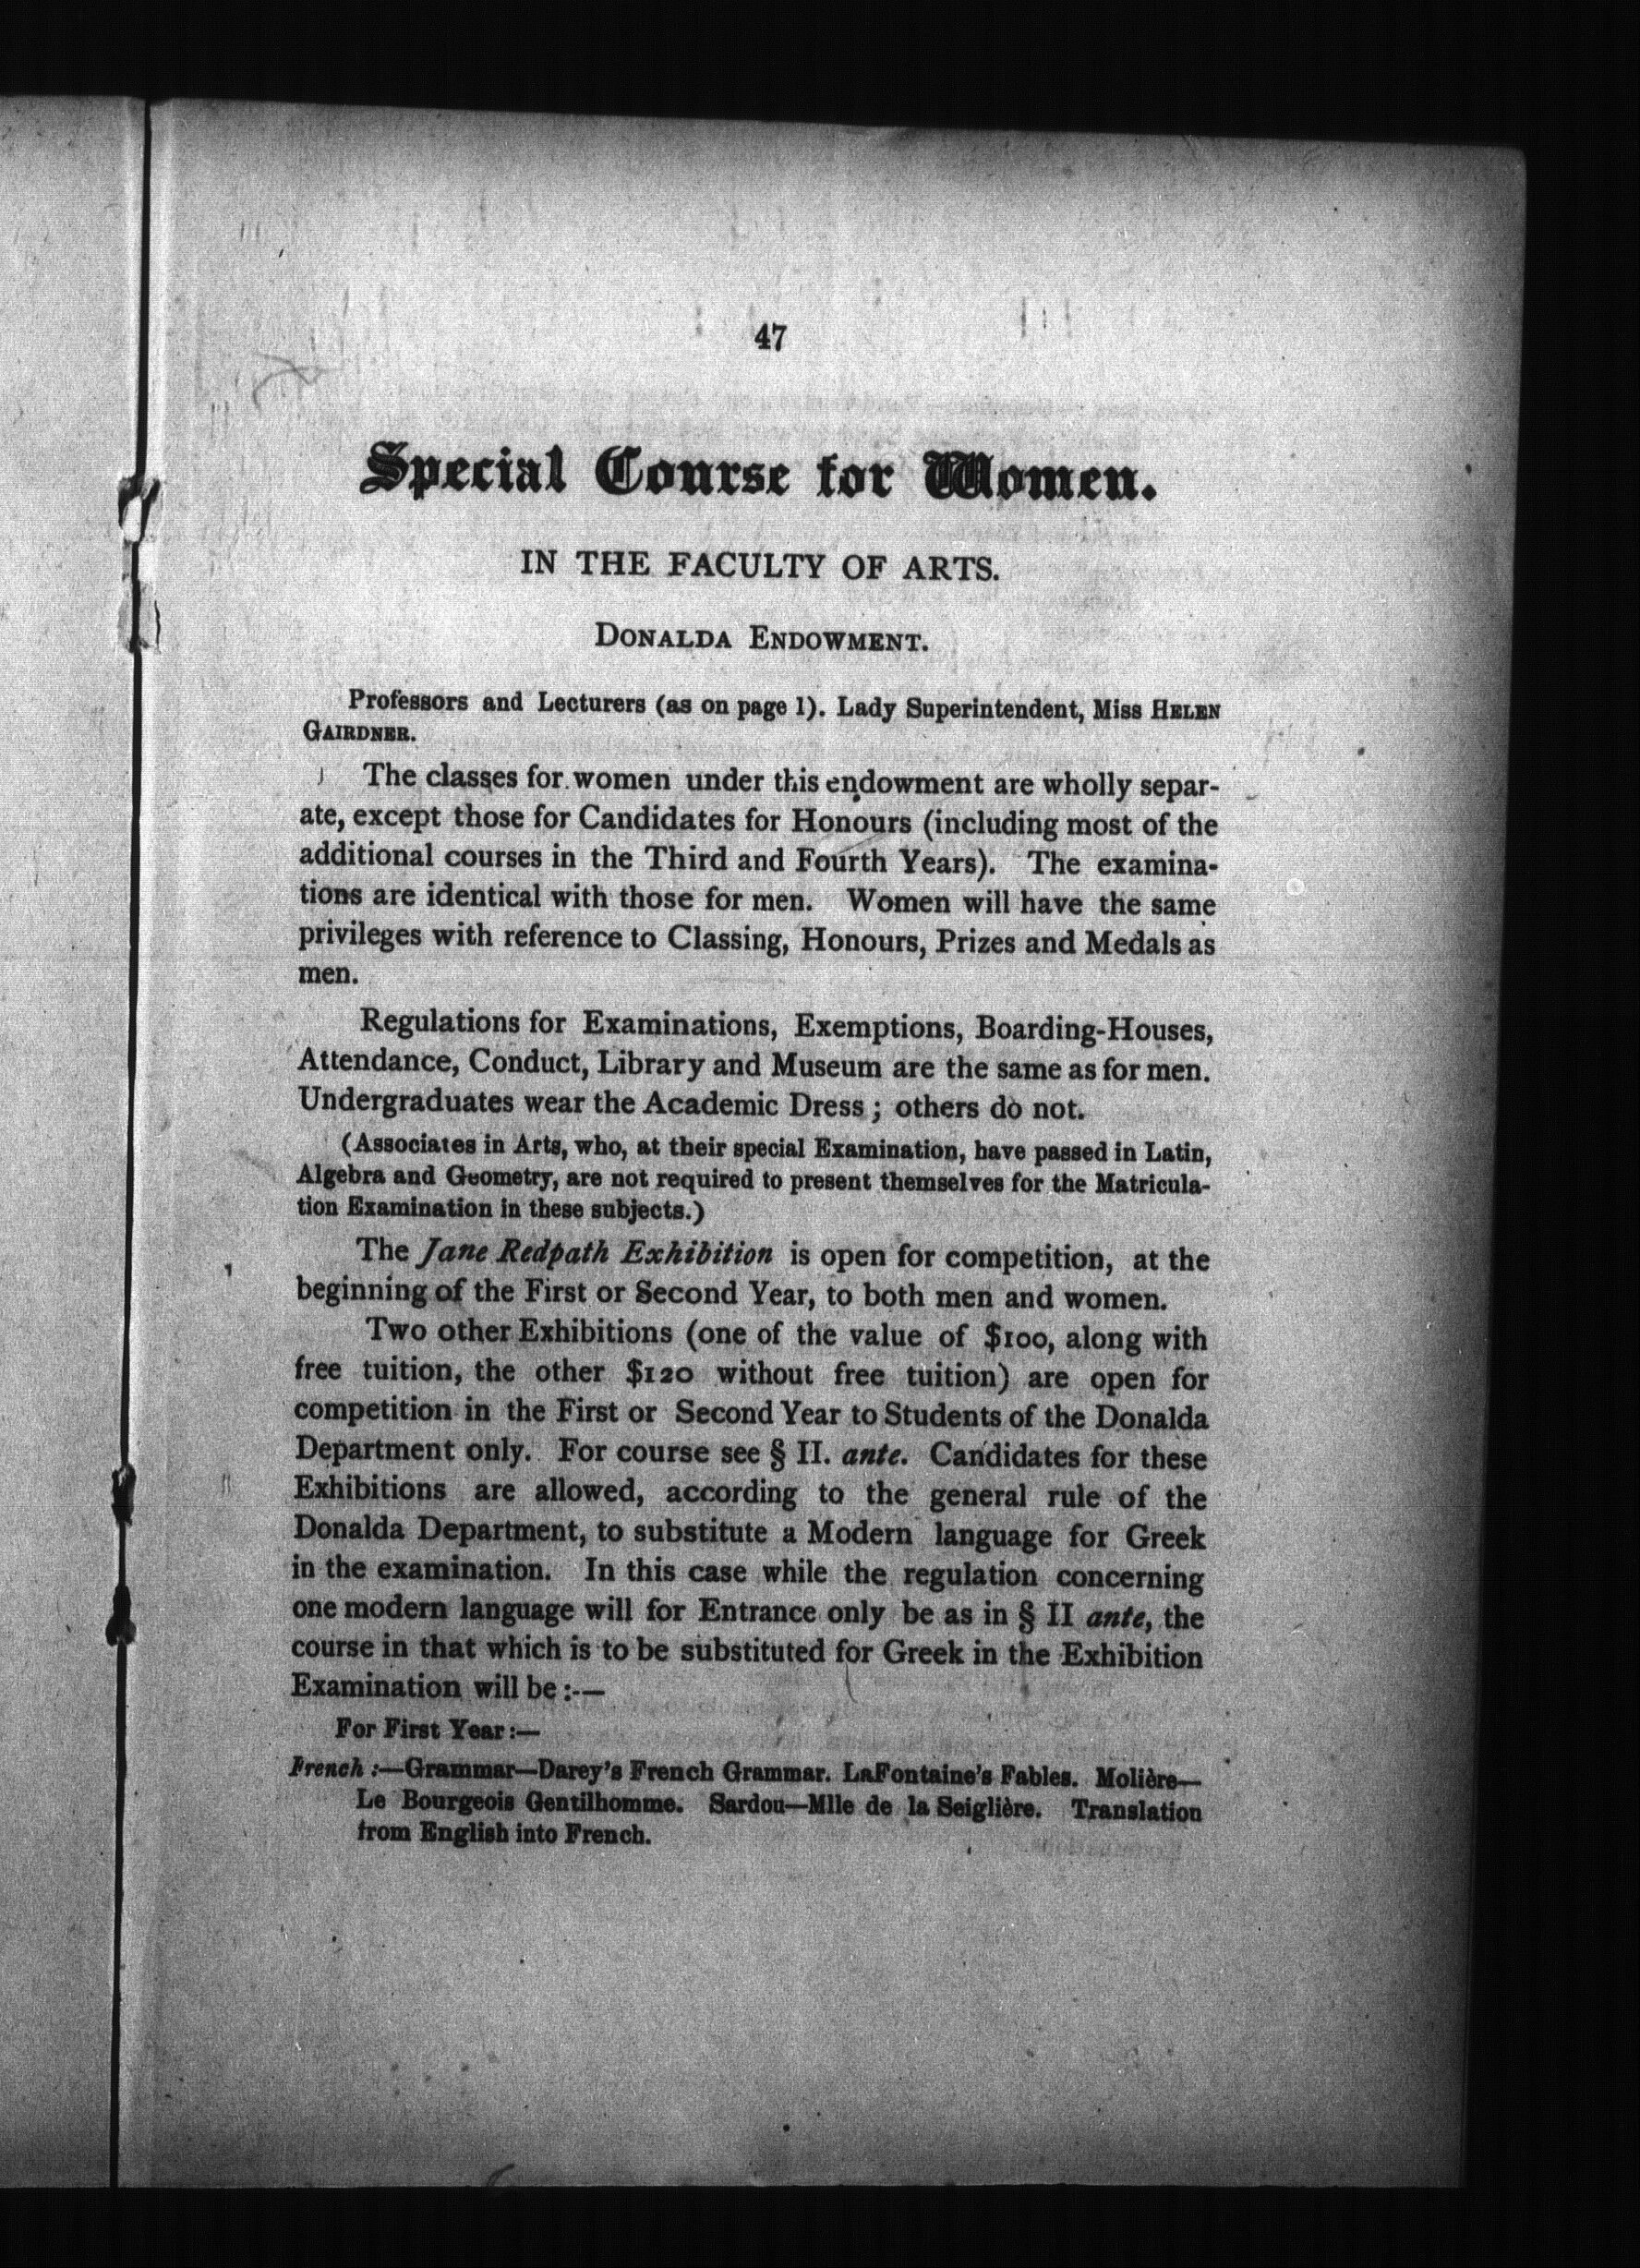 47
Special Course for Women.
IN THE FACULTY OF ARTS.
DONALDA ENDOWMENT.
Professors and Lecturers (as on page 1). Lady Superintendent, Miss HELEN
GAIRDNER.
The classes for women under this endowment are wholly separ-
ate, except those for Candidates for Honours (including most of the
additional courses in the Third and Fourth Years). The examina-
tions are identical with those for men. Women will have the same
privileges with reference to Classing, Honours, Prizes and Medals as
men.
Regulations for Examinations, Exemptions, Boarding-Houses,
Attendance, Conduct, Library and Museum are the same as for men.
Undergraduates wear the Academic Dress ; others do not.
(Associates in Arts, who, at their special Examination, have passed in Latin,
Algebra and Geometry, are not required to present themselves for the Matricula-
tion Examination in these subjects.)
The Jane Redpath Exhibition is open for competition, at the
beginning of the First or Second Year, to both men and women.
Two other Exhibitions (one of the value of $100, along with
free tuition, the other $120 without free tuition) are open for
competition in the First or Second Year to Students of the Donalda
Department only. For course see § II. ante. Candidates for these
Exhibitions are allowed, according to the general rule of the
Donalda Department, to substitute a Modern language for Greek
in the examination. In this case while the regulation concerning
one modern language will for Entrance only be as in § II ante, the
course in that which is to be substituted for Greek in the Exhibition
Examination will be :-—
For First Year :—
French :—Grammar—Darey's French Grammar. LaFontaine's Fables. Molière—
Le Bourgeois Gentilhomme. Sardou—Mlle de la Seiglière. Translation
from English into French.